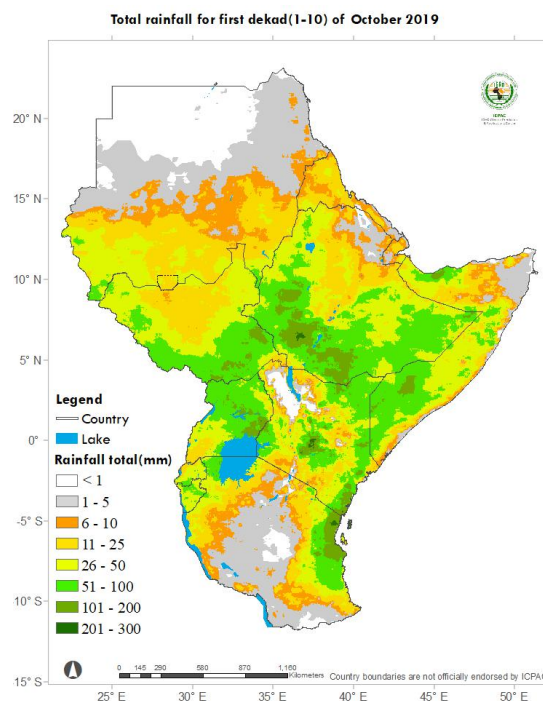 Total rainfall for first dekad(1-10) of October 2019
20° N
15° N
10° N
5° N
0°
5° S
10° S
15° S
ICPAC
Legend
Country
Lake
Rainfall total(mm)
< 1
1 - 5
6 - 10
11 - 25
26 - 50
51 - 100
101 - 200
201 - 300
0 145 290 580 870 1,160
Kilometers
Country boundaries are not officially endorsed by ICPAC
25° E 30° E 35° E 40° E 45° E 50° E